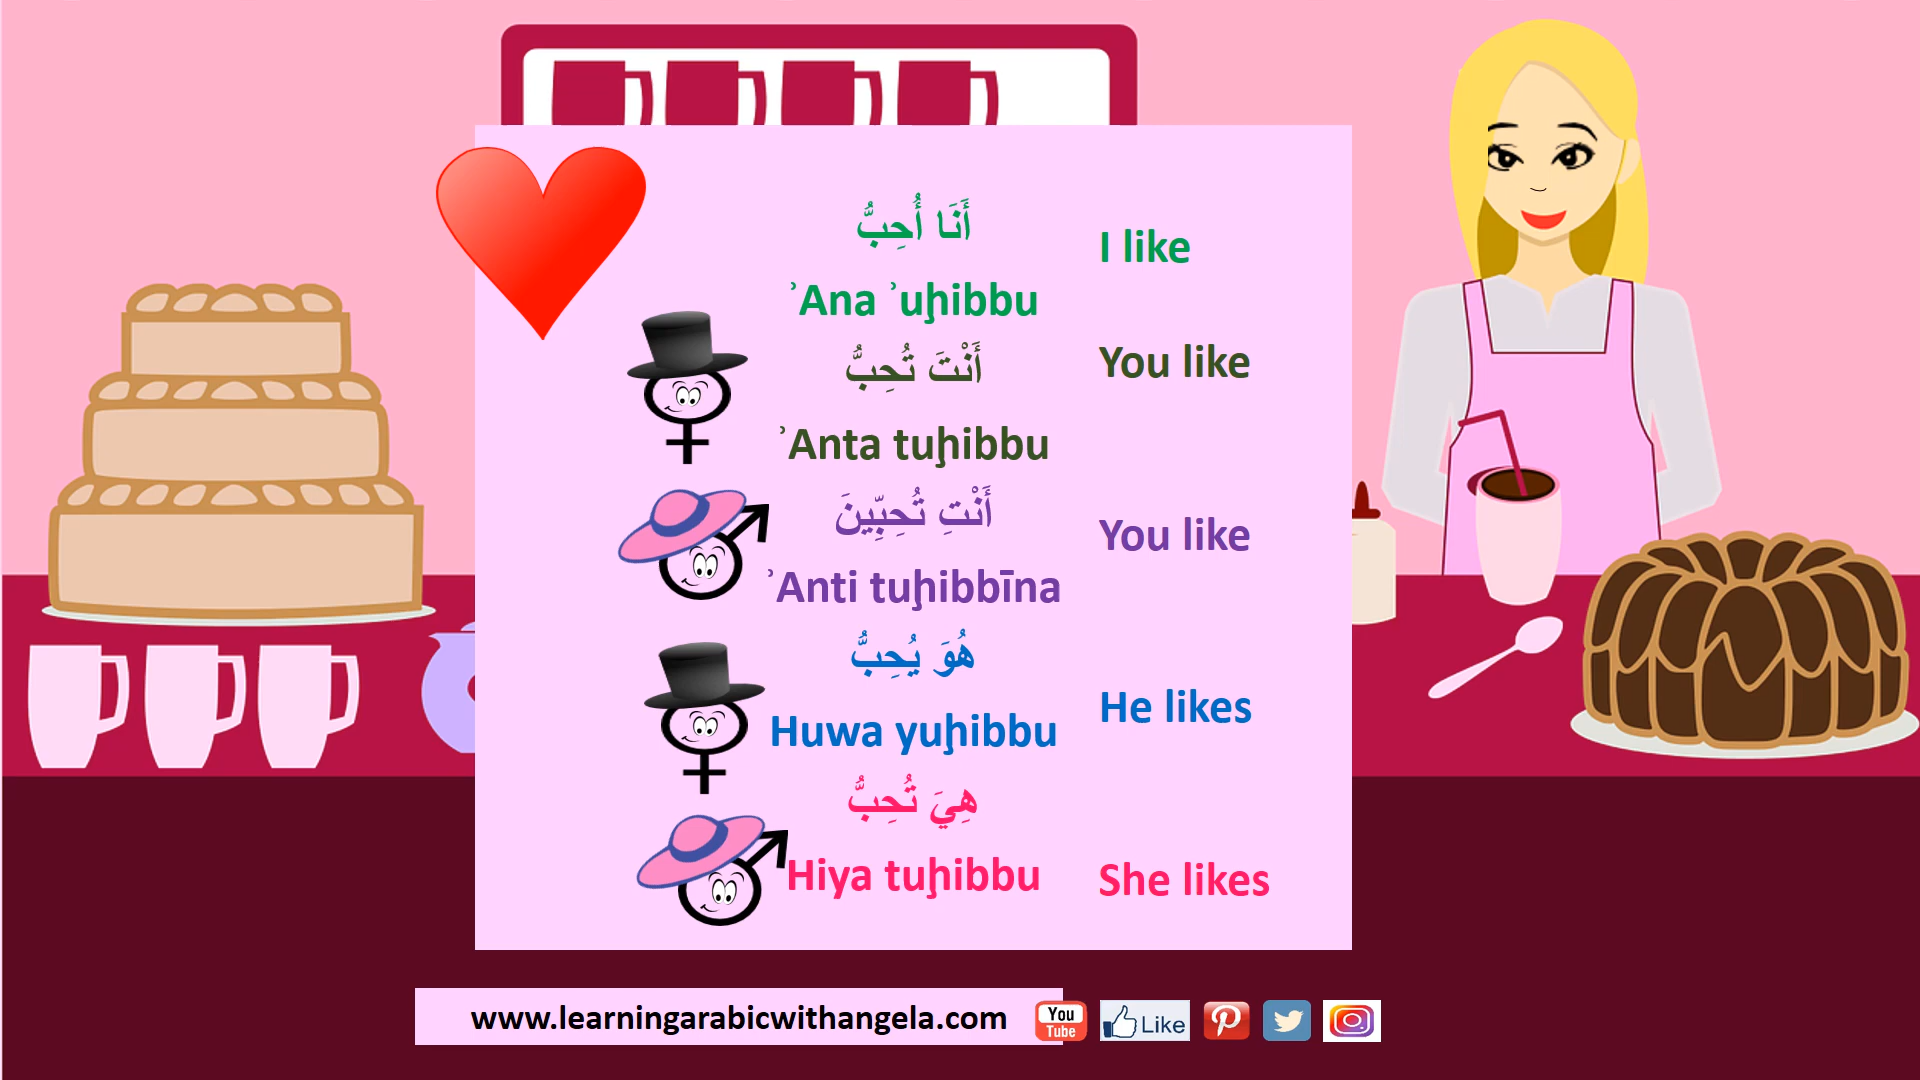 أَنَا أُحِبُّ
I like
ʾAna ʾuḥibbu
أَنْتَ تُحِبُّ
You like
ʾAnta tuḥibbu
أَنْتِ تُحِبِّينَ
You like
ʾAnti tuḥibbīna
هُوَ يُحِبُّ
He likes
Huwa yuḥibbu
هِيَ تُحِبُّ
She likes
Hiya tuḥibbu
www.learningarabicwithangela.com
You
Tube
Like